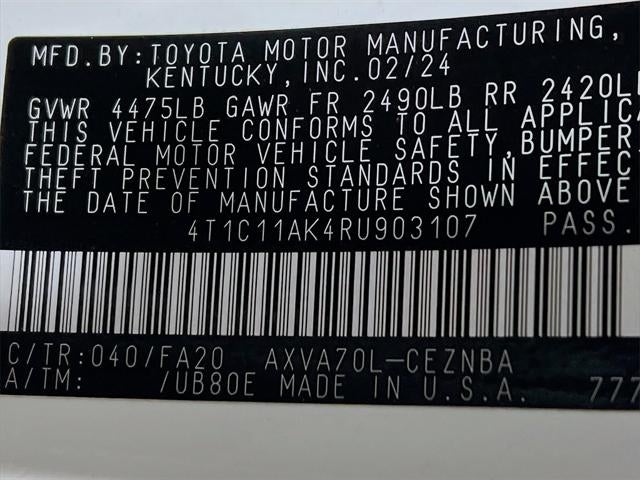 MFD. BY: TOYOTA MOTOR MANUFACTURING,
KENTUCKY, INC. 02/24
GVWR 4475LB GAWR FR 2490LB RR 2420L
THIS VEHICLE CONFORMS TO ALL APPLICA
FEDERAL MOTOR VEHICLE SAFETY, BUMPER,
THEFT PREVENTION STANDARDS IN EFFEC
THE DATE OF MANUFACTURE SHOWN ABOVE
4T1C11AK4RU903107 PASS.
C/TR: 040/FA20 AXVA70L-CEZNBA
A/TM: /UB80E MADE IN U.S.A. 777